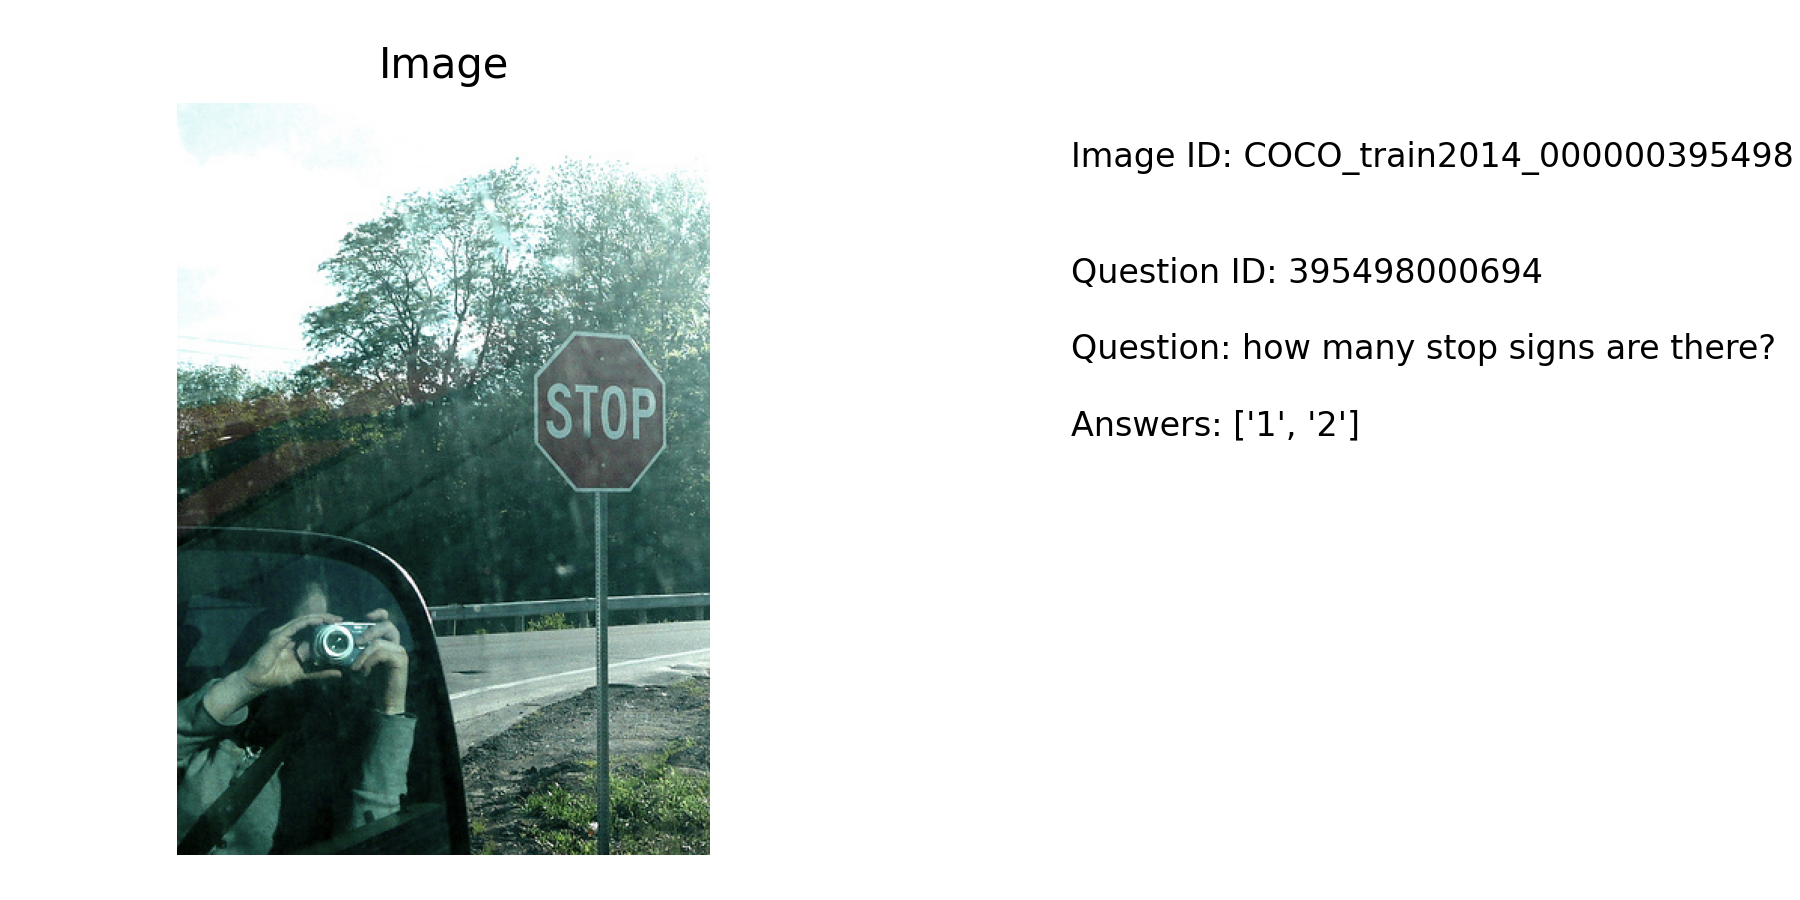 Image
STOP
Image ID: COCO_train2014_000000395498
Question ID: 395498000694
Question: how many stop signs are there?
Answers: ['1', '2']